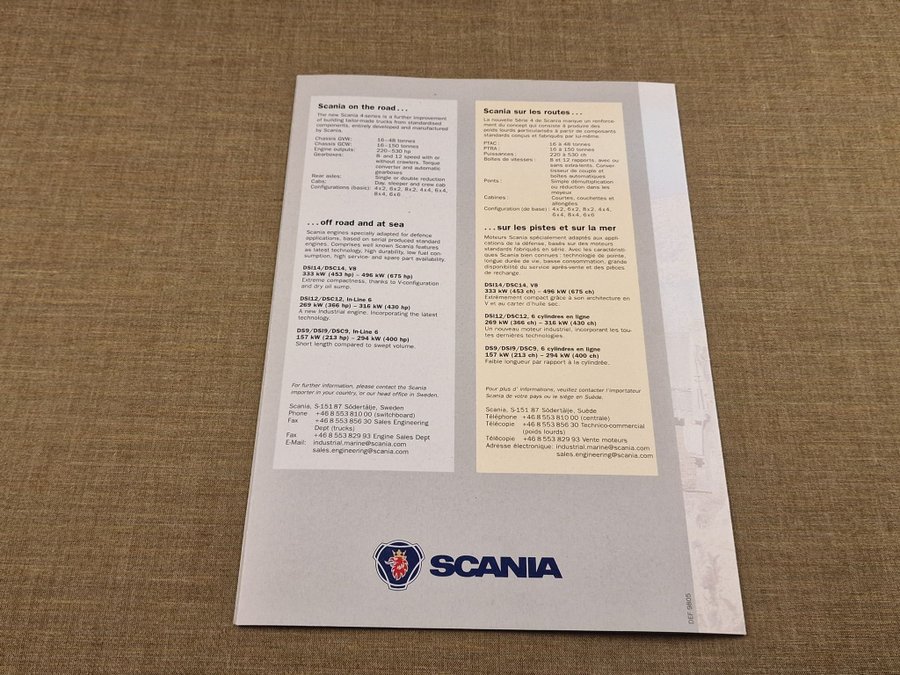 Scania on the road...
The new Scania 4-series is a further improvement
of building tailor-made trucks from standardised
components, entirely developed and manufactured
by Scania.
Chassis GVW: 16–48 tonnes
Chassis GCW: 16–150 tonnes
Engine outputs: 220–530 hp
Gearboxes: 8- and 12 speed with or
without crawlers. Torque
converter and automatic
gearboxes
Rear axles: Single or double reduction
Cabs: Day, sleeper and crew cab
Configurations (basic): 4x2, 6x2, 8x2, 4x4, 6x4,
8x4, 6x6
...off road and at sea
Scania engines specially adapted for defence
applications, based on serial produced standard
engines. Comprises well known Scania features
as latest technology, high durability, low fuel con-
sumption, high service- and spare part availability.
DSI14/DSC14, V8
333 kW (453 hp) – 496 kW (675 hp)
Extreme compactness, thanks to V-configuration
and dry oil sump.
DSI12/DSC12, In-Line 6
269 kW (366 hp) – 316 kW (430 hp)
A new Industrial engine. Incorporating the latest
technology.
DS9/DSI9/DSC9, In-Line 6
157 kW (213 hp) – 294 kW (400 hp)
Short length compared to swept volume.
For further information, please contact the Scania
importer in your country, or our head office in Sweden.
Scania, S-151 87 Södertälje, Sweden
Phone +46 8 553 810 00 (switchboard)
Fax +46 8 553 856 30 Sales Engineering
Dept (trucks)
Fax +46 8 553 829 93 Engine Sales Dept
E-Mail: industrial.marine@scania.com
sales.engineering@scania.com
Scania sur les routes...
La nouvelle Série 4 de Scania marque un renforce-
ment du concept qui consiste à produire des
poids lourds particularisés à partir de composants
standards conçus et fabriqués par lui-même.
PTAC: 16 à 48 tonnes
PTRA: 16 à 150 tonnes
Puissances: 220 à 530 ch
Boîtes de vitesses: 8 et 12 rapports, avec ou
sans extra-lents. Conver
tisseur de couple et
boîtes automatiques
Ponts: Simple démultiplication
ou réduction dans les
moyeux
Cabines: Courtes, couchettes et
allongées
Configuration (de base): 4x2, 6x2, 8x2, 4x4,
6x4, 8x4, 6x6
...sur les pistes et sur la mer
Moteurs Scania spécialement adaptés aux appli-
cations de la défense, basés sur des moteurs
standards fabriqués en série. Avec les caractéristi-
ques Scania bien connues: technologie de pointe,
longue durée de vie, basse consommation, grande
disponibilité du service après-vente et des pièces
de rechange.
DSI14/DSC14, V8
333 kW (453 ch) – 496 kW (675 ch)
Extrêmement compact grâce à son architecture en
V et au carter d'huile sec.
DSI12/DSC12, 6 cylindres en ligne
269 kW (366 ch) – 316 kW (430 ch)
Un nouveau moteur industriel, incorporant les tou-
tes dernières technologies.
DS9/DSI9/DSC9, 6 cylindres en ligne
157 kW (213 ch) – 294 kW (400 ch)
Faible longueur par rapport à la cylindrée.
Pour plus d' informations, veuillez contacter l'importateur
Scania de votre pays ou le siège en Suède.
Scania, S-151 87 Södertälje, Suède
Téléphone +46 8 553 810 00 (centrale)
Télécopie +46 8 553 856 30 Technico-commercial
(poids lourds)
Télécopie +46 8 553 829 93 Vente moteurs
Adresse électronique: industrial.marine@scania.com
sales.engineering@scania.com
SCANIA
DEF 9805